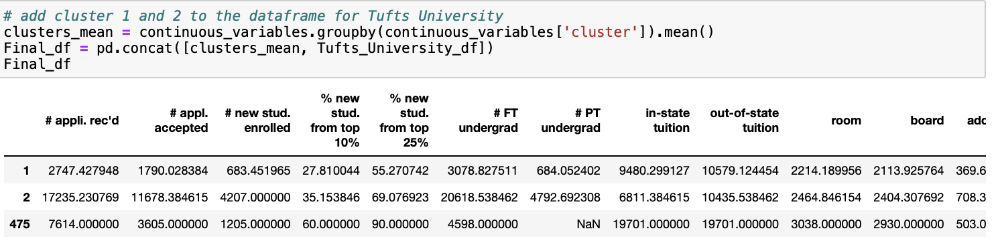 # add cluster 1 and 2 to the dataframe for Tufts University
clusters_mean = continuous_variables.groupby(continuous_variables['cluster']).mean()
Final_df = pd.concat([clusters_mean, Tufts_University_df])
Final_df
# appli. rec'd # appl. accepted # new stud. enrolled % new stud. from top 10% % new stud. from top 25% # FT undergrad # PT undergrad in-state tuition out-of-state tuition room board
1 2747.427948 1790.028384 683.451965 27.810044 55.270742 3078.827511 684.052402 9480.299127 10579.124454 2214.189956 2113.925764 369.6
2 17235.230769 11678.384615 4207.000000 35.153846 69.076923 20618.538462 4792.692308 6811.384615 10435.538462 2464.846154 2404.307692 708.3
475 7614.000000 3605.000000 1205.000000 60.000000 90.000000 4598.000000 NaN 19701.000000 19701.000000 3038.000000 2930.000000 503.0